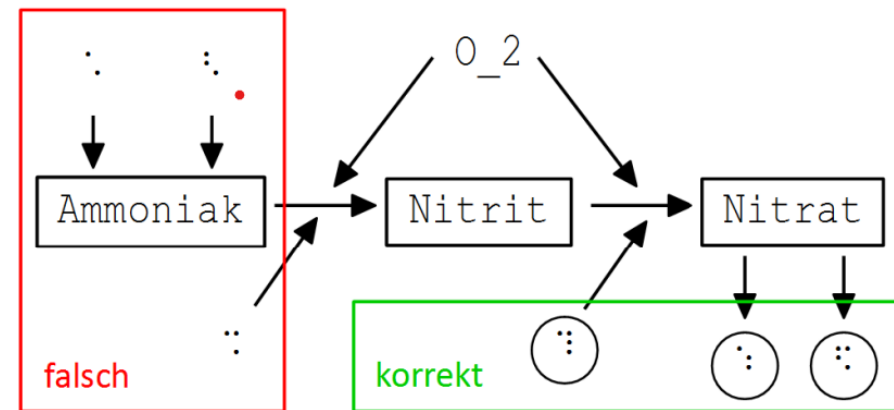 O_2
Ammoniak
Nitrit
Nitrat
falsch
korrekt